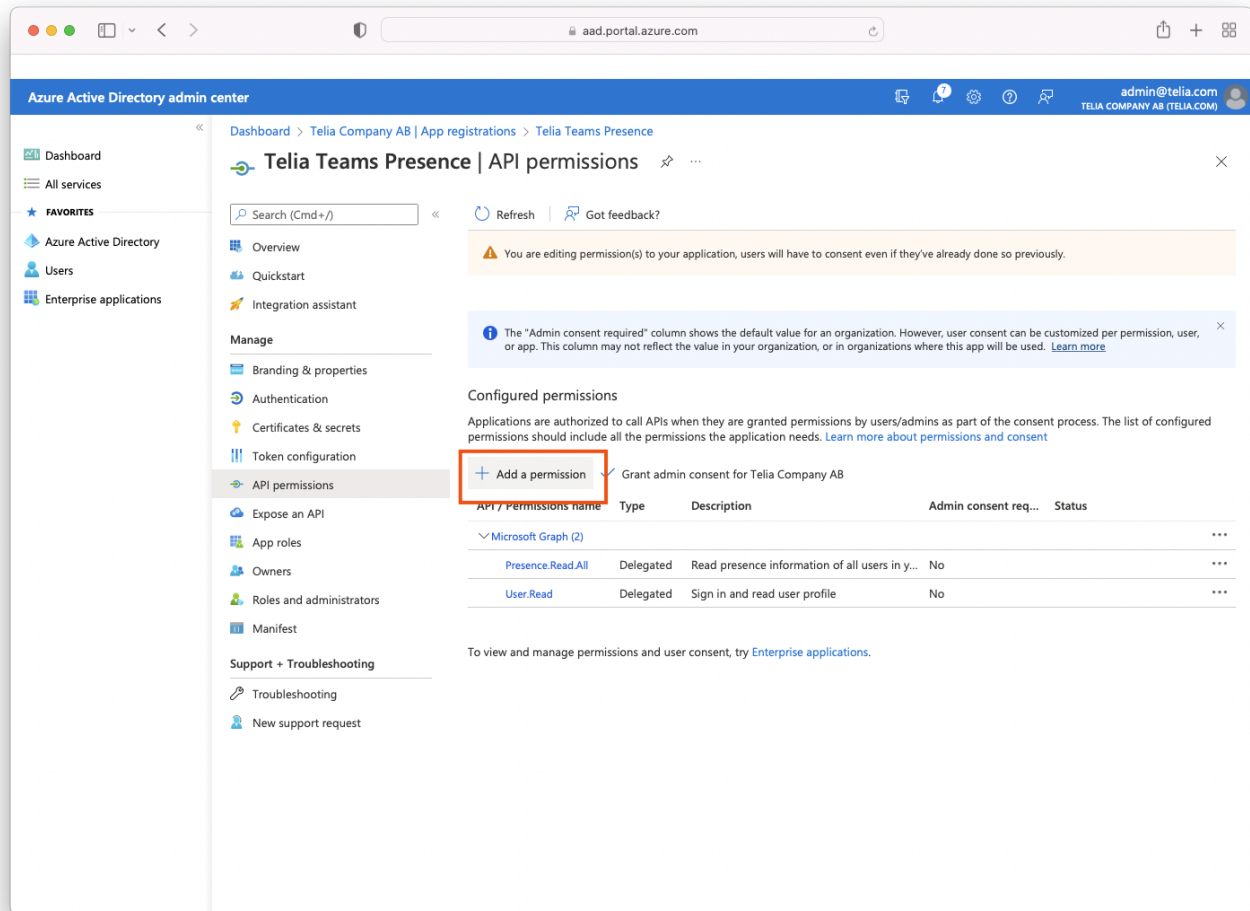 aad.portal.azure.com
Azure Active Directory admin center
7
admin@telia.com
TELIA COMPANY AB (TELIA.COM)
Dashboard
All services
FAVORITES
Azure Active Directory
Users
Enterprise applications
Dashboard > Telia Company AB | App registrations > Telia Teams Presence
Telia Teams Presence | API permissions
Search (Cmd+/)
Overview
Quickstart
Integration assistant
Manage
Branding & properties
Authentication
Certificates & secrets
Token configuration
API permissions
Expose an API
App roles
Owners
Roles and administrators
Manifest
Support + Troubleshooting
Troubleshooting
New support request
Refresh Got feedback?
You are editing permission(s) to your application, users will have to consent even if they've already done so previously.
The "Admin consent required" column shows the default value for an organization. However, user consent can be customized per permission, user,
or app. This column may not reflect the value in your organization, or in organizations where this app will be used. Learn more
Configured permissions
Applications are authorized to call APIs when they are granted permissions by users/admins as part of the consent process. The list of configured
permissions should include all the permissions the application needs. Learn more about permissions and consent
Add a permission Grant admin consent for Telia Company AB
API / Permissions name Type Description Admin consent req... Status
Microsoft Graph (2)
Presence.Read.All Delegated Read presence information of all users in y... No
User.Read Delegated Sign in and read user profile No
To view and manage permissions and user consent, try Enterprise applications.